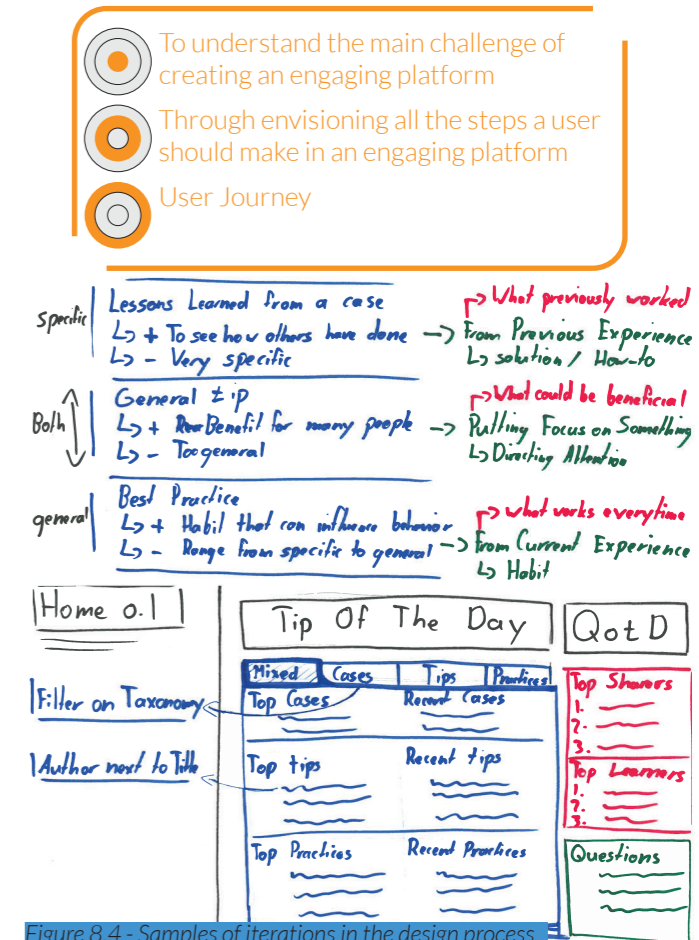 To understand the main challenge of
creating an engaging platform
Through envisioning all the steps a user
should make in an engaging platform
User Journey
Specific
Lessons Learned from a case
↳ + To see how others have done →
↳ - Very specific
What previously worked
From Previous Experience
↳ solution / How-to
Both
General tip
↳ + Benefit for many people →
↳ - Too general
What could be beneficial
Putting Focus on Something
↳ Directing Attention
general
Best Practice
↳ + Habit that can influence behavior
↳ - Range from specific to general →
what works everytime
From Current Experience
↳ Habit
Home 0.1
Filter on Taxonomy
Author next to Title
Tip Of The Day
Mixed Cases Tips Practices
Top Cases Recent Cases
Top tips Recent tips
Top Practices Recent Practices
QotD
Top Sharers
1.
2.
3.
Top Learners
1.
2.
3.
Questions
Figure 8.4 - Samples of iterations in the design process